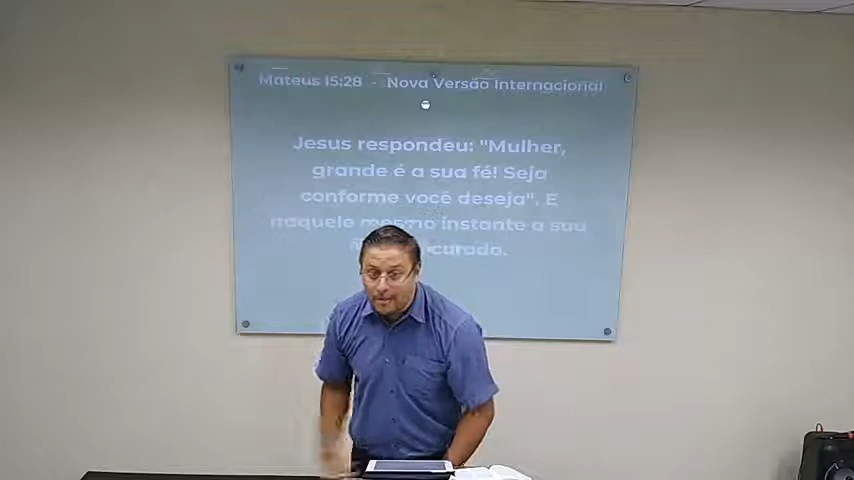 Mateus 15:28 - Nova Versão Internacional
Jesus respondeu: "Mulher,
grande é a sua fé! Seja
conforme você deseja". E
naquele mesmo instante a sua
curada.